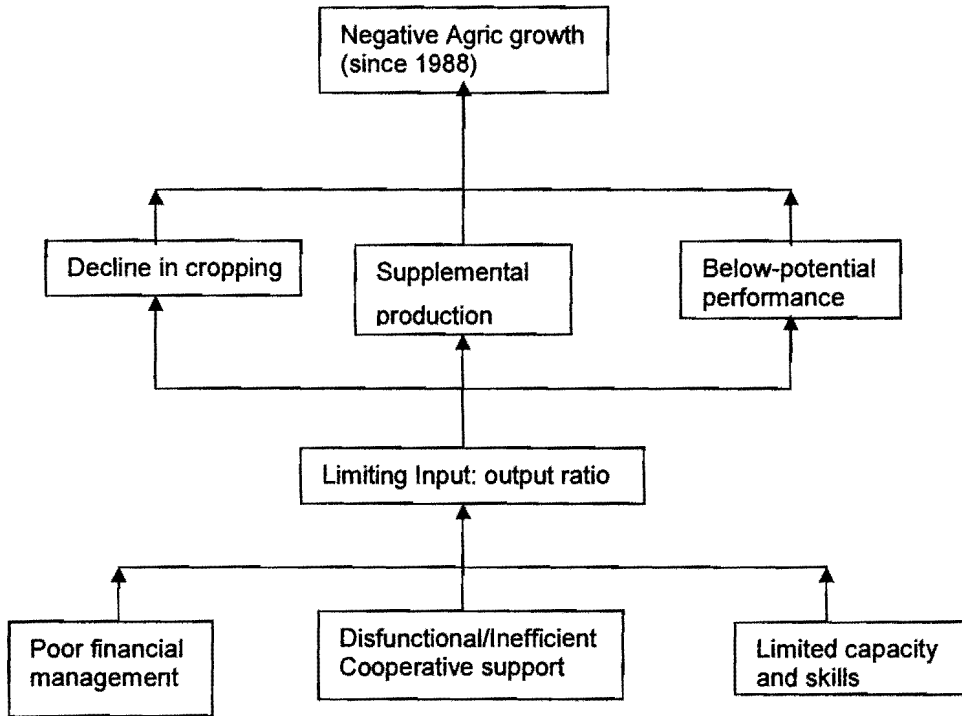 Negative Agric growth
(since 1988)
Decline in cropping
Supplemental
production
Below-potential
performance
Limiting Input: output ratio
Poor financial
management
Disfunctional/Inefficient
Cooperative support
Limited capacity
and skills